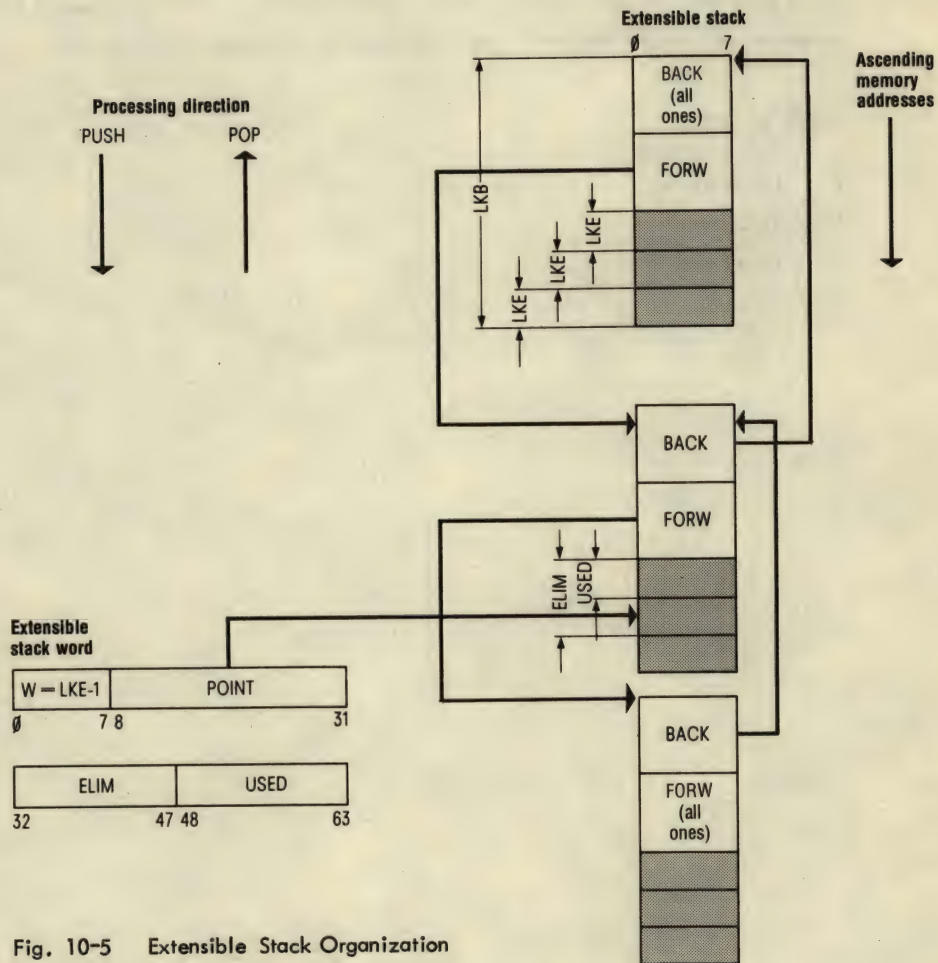 Extensible stack
Ø 7
Processing direction
PUSH POP
Ascending
memory
addresses
BACK
(all
ones)
FORW
LKB
LKE
LKE
LKE
BACK
FORW
ELIM
USED
Extensible
stack word
W = LKE-1 POINT
Ø 7 8 31
ELIM USED
32 47 48 63
BACK
FORW
(all
ones)
Fig. 10-5 Extensible Stack Organization